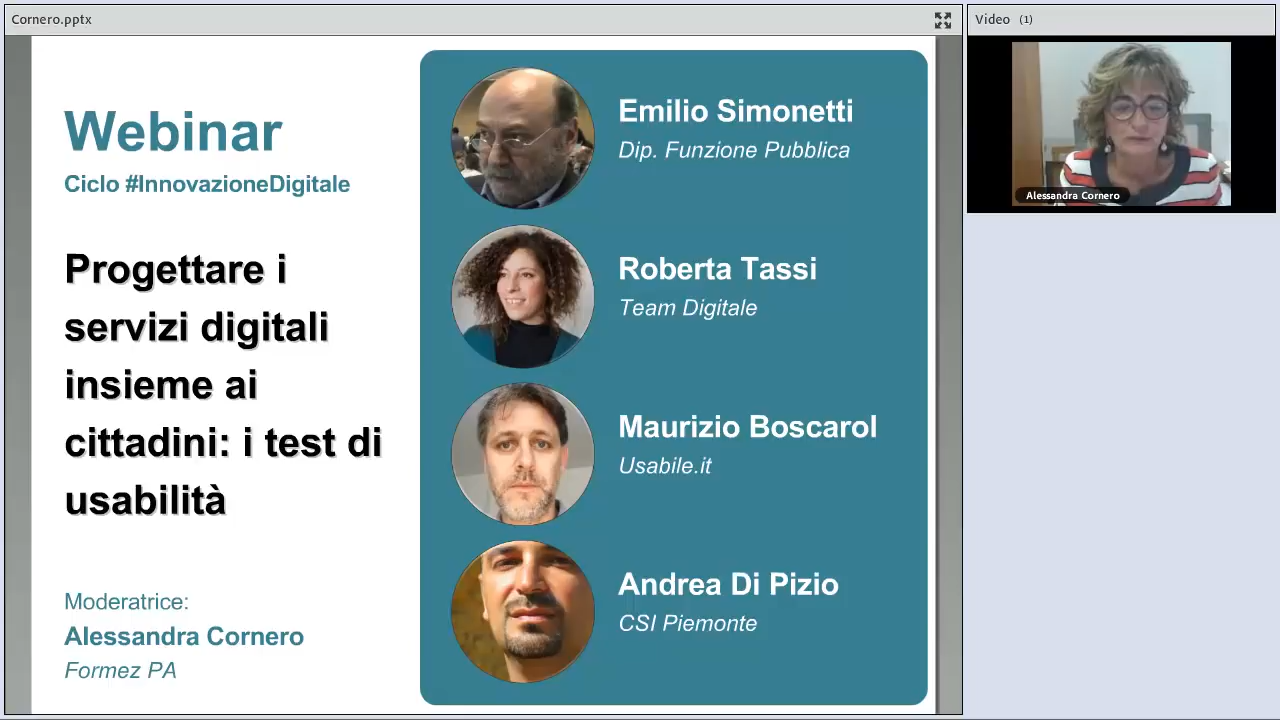 Cornero.pptx
Video (1)
Webinar
Ciclo #InnovazioneDigitale
Progettare i
servizi digitali
insieme ai
cittadini: i test di
usabilità
Moderatrice:
Alessandra Cornero
Formez PA
Emilio Simonetti
Dip. Funzione Pubblica
Roberta Tassi
Team Digitale
Maurizio Boscarol
Usabile.it
Andrea Di Pizio
CSI Piemonte
Alessandra Cornero